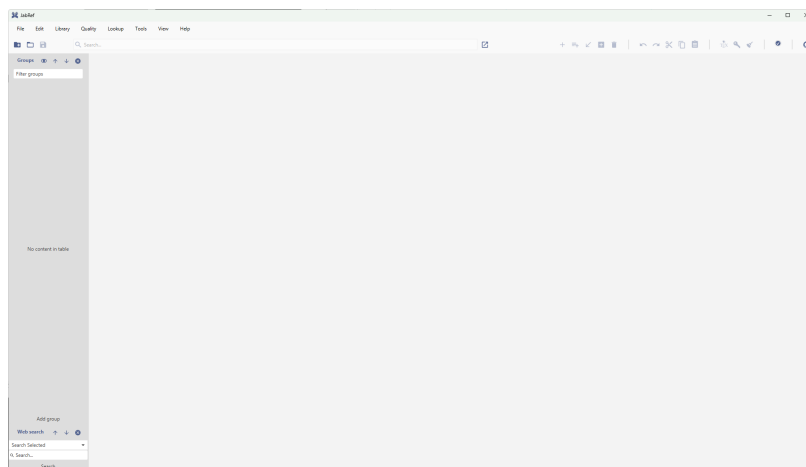 JabRef
File Edit Library Quality Lookup Tools View Help
Search...
Groups
Filter groups
No content in table
Add group
Web search
Search Selected
Search...
Search